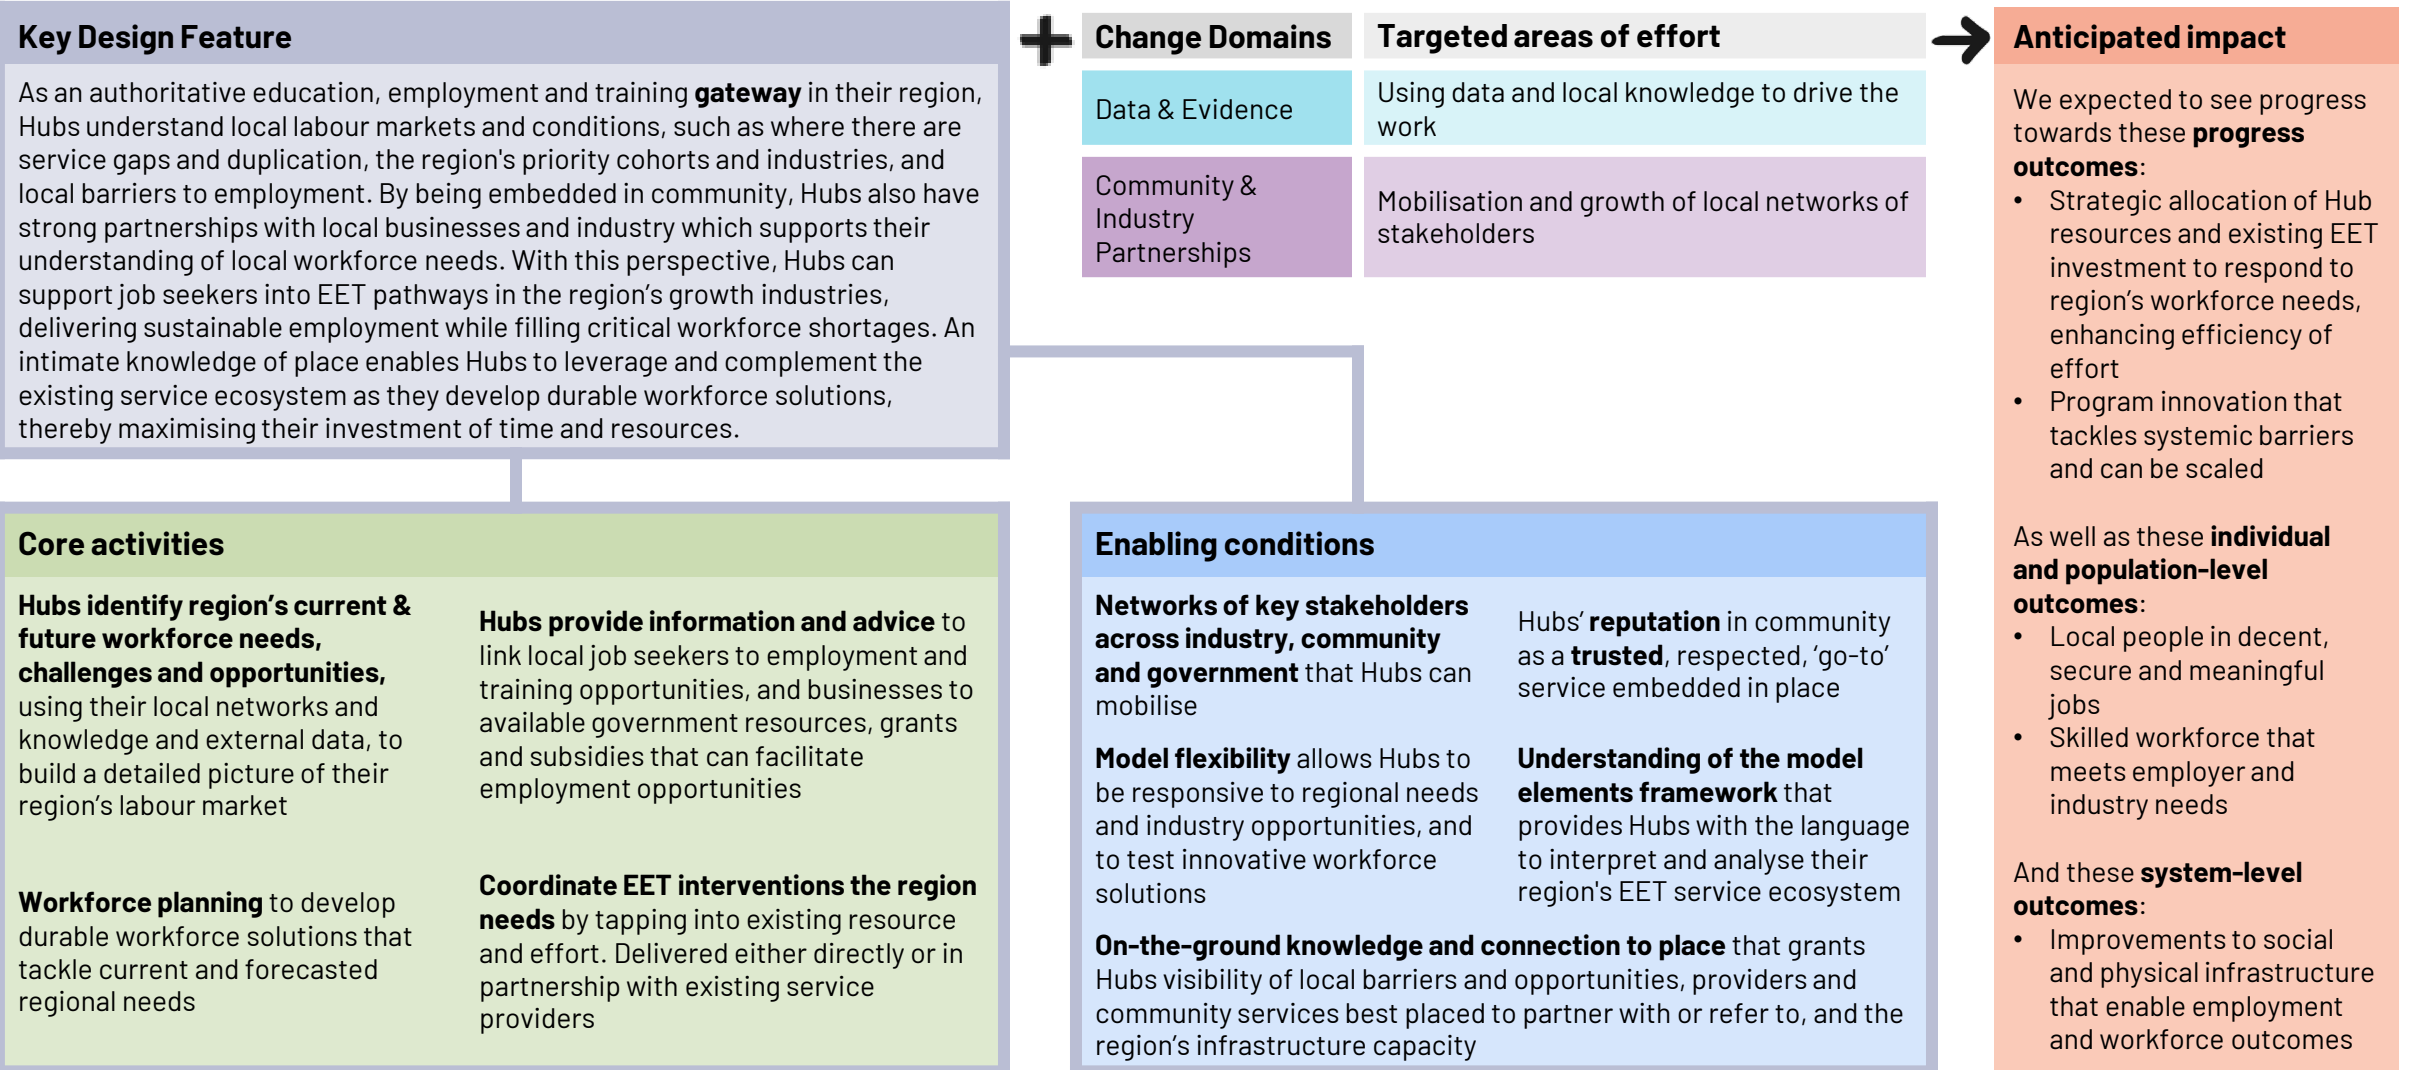 Key Design Feature
As an authoritative education, employment and training gateway in their region,
Hubs understand local labour markets and conditions, such as where there are
service gaps and duplication, the region's priority cohorts and industries, and
local barriers to employment. By being embedded in community, Hubs also have
strong partnerships with local businesses and industry which supports their
understanding of local workforce needs. With this perspective, Hubs can
support job seekers into EET pathways in the region’s growth industries,
delivering sustainable employment while filling critical workforce shortages. An
intimate knowledge of place enables Hubs to leverage and complement the
existing service ecosystem as they develop durable workforce solutions,
thereby maximising their investment of time and resources.
Change Domains
Targeted areas of effort
Data & Evidence
Using data and local knowledge to drive the
work
Community &
Industry
Partnerships
Mobilisation and growth of local networks of
stakeholders
Core activities
Hubs identify region’s current &
future workforce needs,
challenges and opportunities,
using their local networks and
knowledge and external data, to
build a detailed picture of their
region’s labour market
Hubs provide information and advice to
link local job seekers to employment and
training opportunities, and businesses to
available government resources, grants
and subsidies that can facilitate
employment opportunities
Workforce planning to develop
durable workforce solutions that
tackle current and forecasted
regional needs
Coordinate EET interventions the region
needs by tapping into existing resource
and effort. Delivered either directly or in
partnership with existing service
providers
Enabling conditions
Networks of key stakeholders
across industry, community
and government that Hubs can
mobilise
Hubs’ reputation in community
as a trusted, respected, ‘go-to’
service embedded in place
Model flexibility allows Hubs to
be responsive to regional needs
and industry opportunities, and
to test innovative workforce
solutions
Understanding of the model
elements framework that
provides Hubs with the language
to interpret and analyse their
region's EET service ecosystem
On-the-ground knowledge and connection to place that grants
Hubs visibility of local barriers and opportunities, providers and
community services best placed to partner with or refer to, and the
region’s infrastructure capacity
Anticipated impact
We expected to see progress
towards these progress
outcomes:
• Strategic allocation of Hub
resources and existing EET
investment to respond to
region’s workforce needs,
enhancing efficiency of
effort
• Program innovation that
tackles systemic barriers
and can be scaled
As well as these individual
and population-level
outcomes:
• Local people in decent,
secure and meaningful
jobs
• Skilled workforce that
meets employer and
industry needs
And these system-level
outcomes:
• Improvements to social
and physical infrastructure
that enable employment
and workforce outcomes